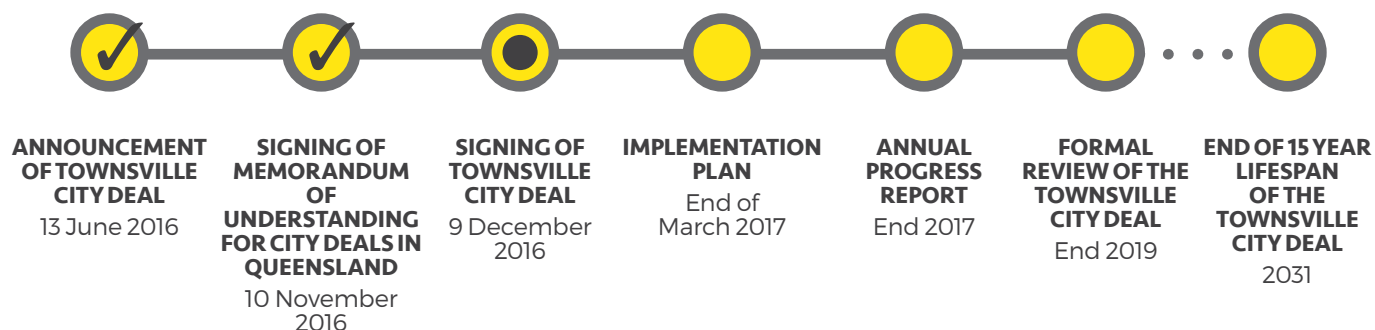 ANNOUNCEMENT
OF TOWNSVILLE
CITY DEAL
13 June 2016
SIGNING OF
MEMORANDUM
OF
UNDERSTANDING
FOR CITY DEALS IN
QUEENSLAND
10 November
2016
SIGNING OF
TOWNSVILLE
CITY DEAL
9 December
2016
IMPLEMENTATION
PLAN
End of
March 2017
ANNUAL
PROGRESS
REPORT
End 2017
FORMAL
REVIEW OF THE
TOWNSVILLE
CITY DEAL
End 2019
END OF 15 YEAR
LIFESPAN
OF THE
TOWNSVILLE
CITY DEAL
2031